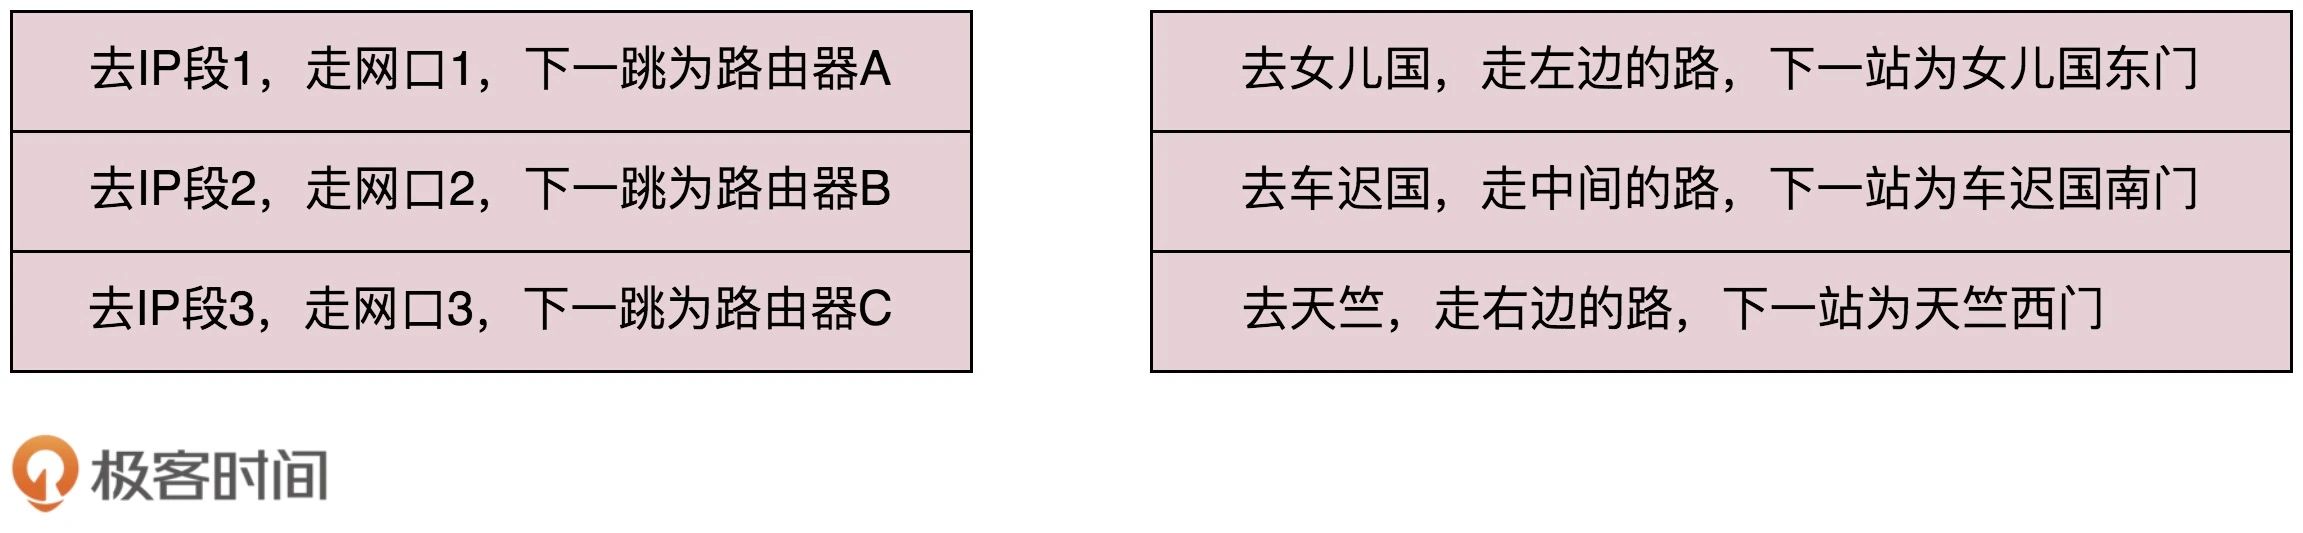 去IP段1，走网口1，下一跳为路由器A
去IP段2，走网口2，下一跳为路由器B
去IP段3，走网口3，下一跳为路由器C
去女儿国，走左边的路，下一站为女儿国东门
去车迟国，走中间的路，下一站为车迟国南门
去天竺，走右边的路，下一站为天竺西门
极客时间